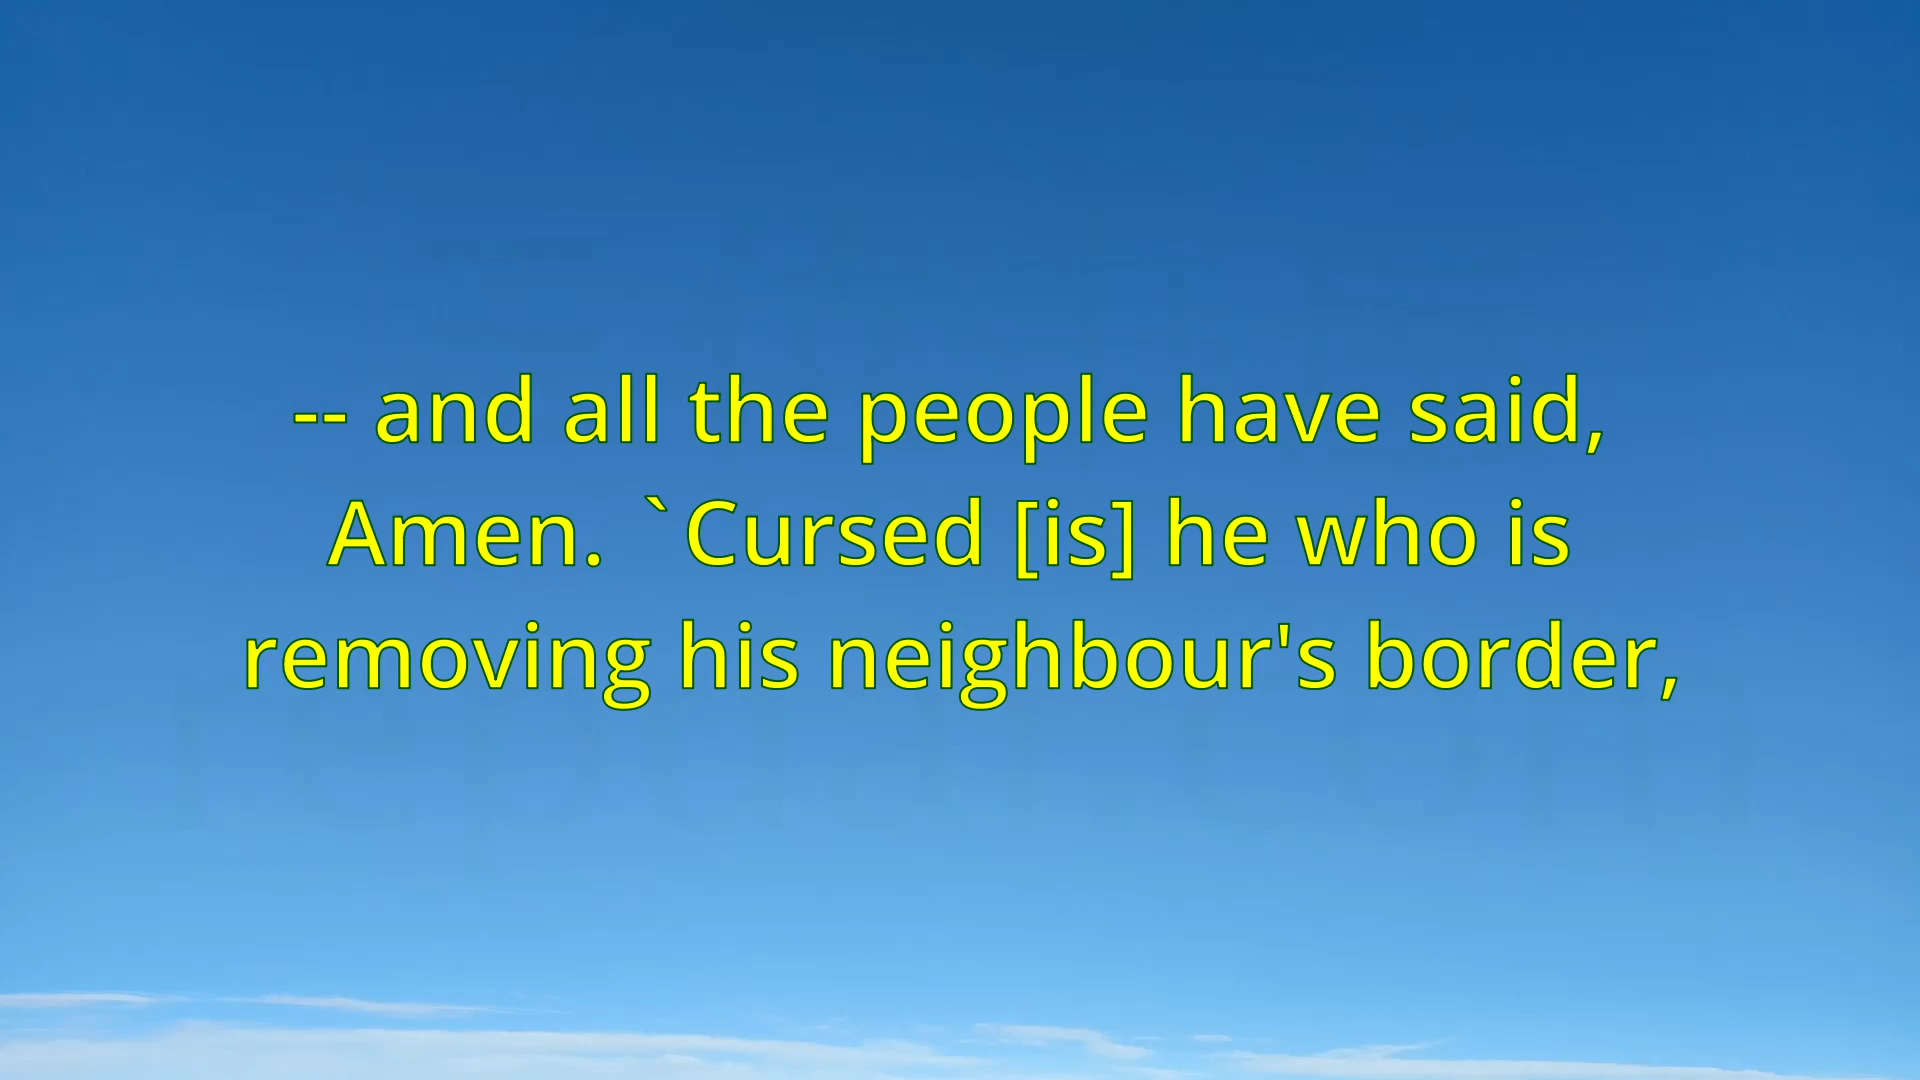 -- and all the people have said,
Amen. `Cursed [is] he who is
removing his neighbour's border,